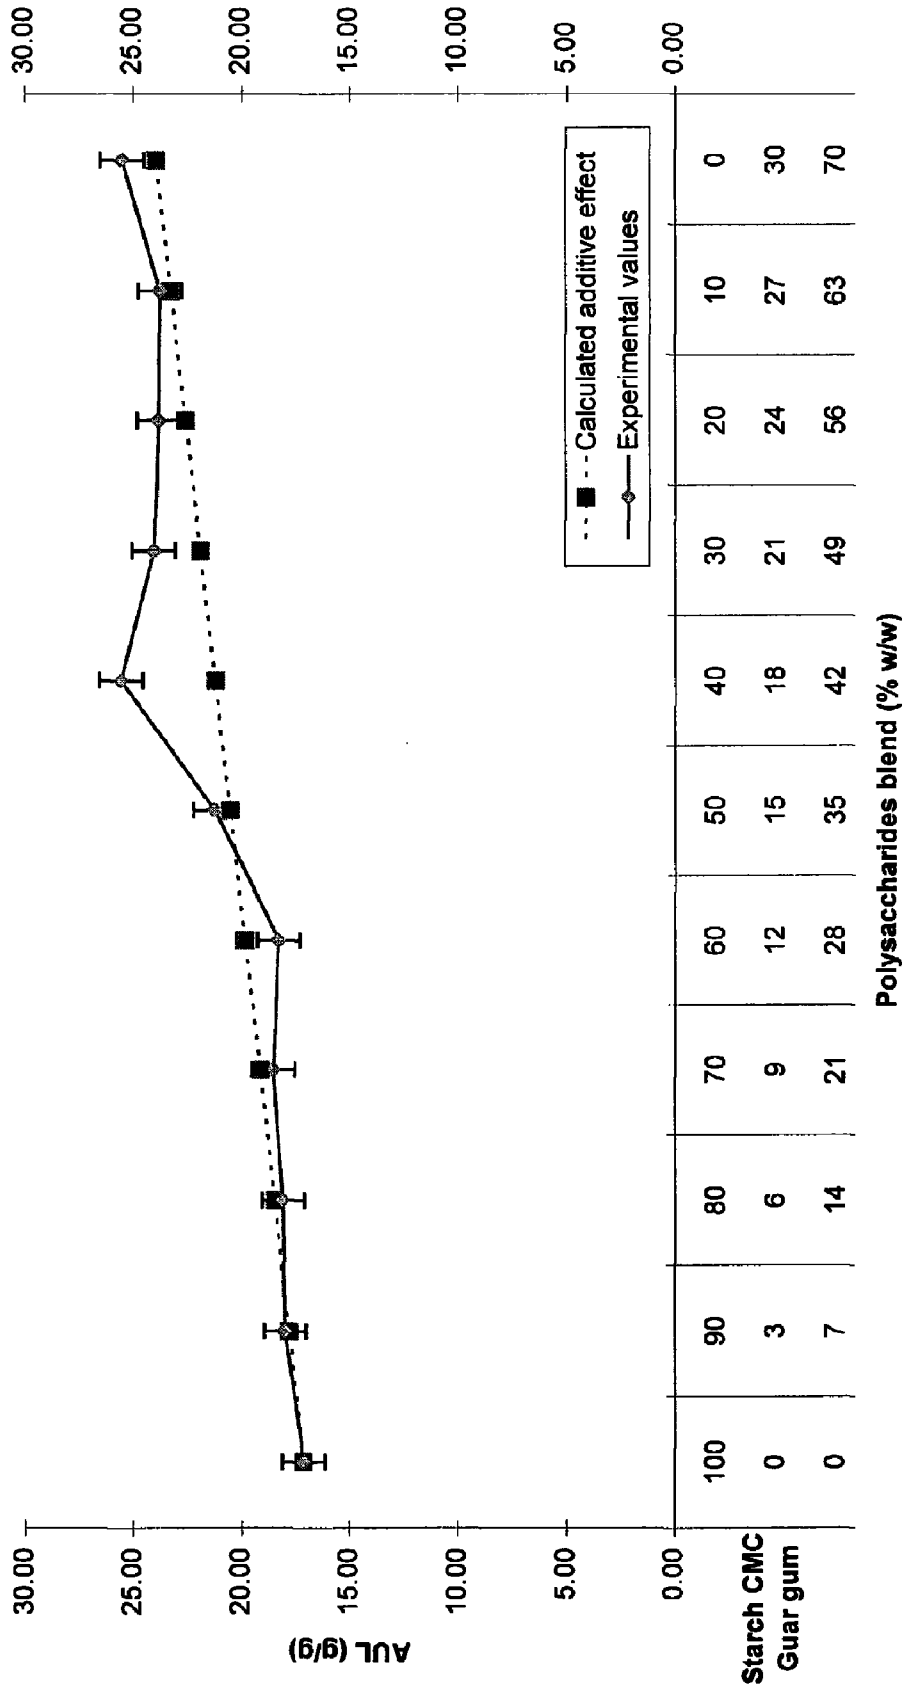 30.00
25.00
20.00
15.00
10.00
5.00
0.00
AUL (g/g)
30.00
25.00
20.00
15.00
10.00
5.00
0.00
- - ■ - - Calculated additive effect
Experimental values
100 90 80 70 60 50 40 30 20 10 0
Starch CMC 0 3 6 9 12 15 18 21 24 27 30
Guar gum 0 7 14 21 28 35 42 49 56 63 70
Polysaccharides blend (% w/w)